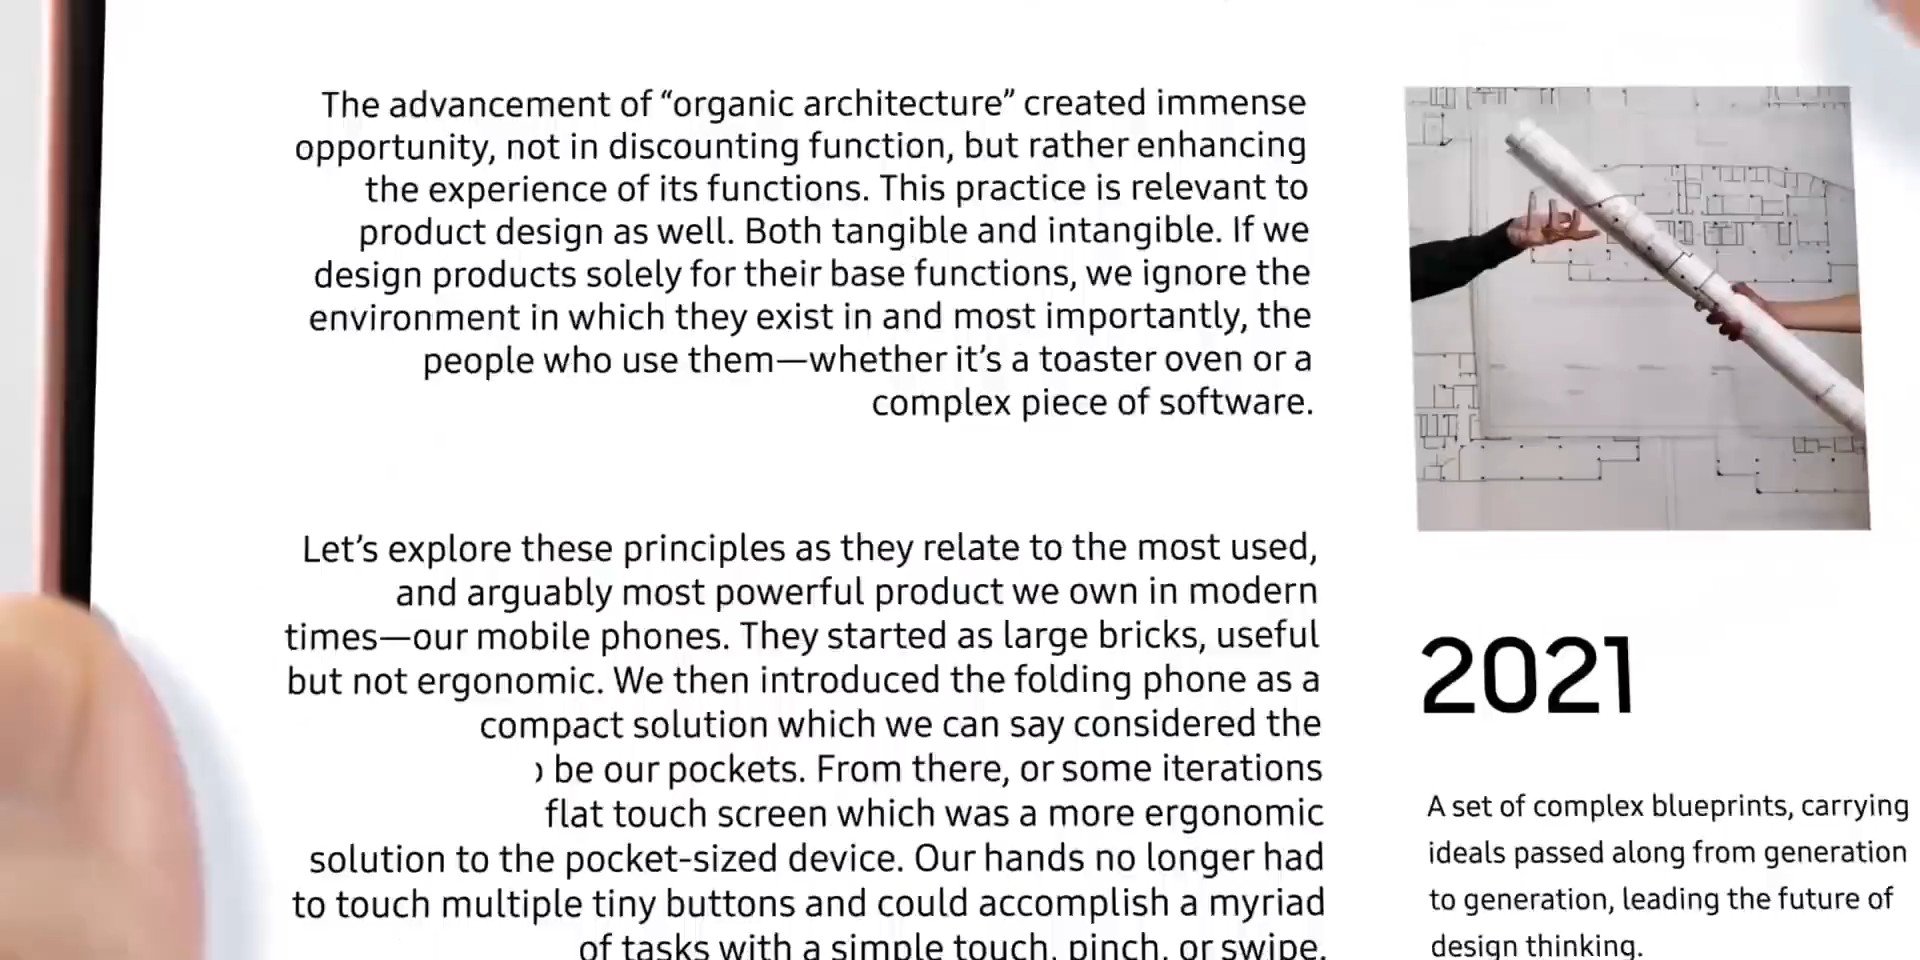 The advancement of “organic architecture” created immense
opportunity, not in discounting function, but rather enhancing
the experience of its functions. This practice is relevant to
product design as well. Both tangible and intangible. If we
design products solely for their base functions, we ignore the
environment in which they exist in and most importantly, the
people who use them—whether it’s a toaster oven or a
complex piece of software.
Let’s explore these principles as they relate to the most used,
and arguably most powerful product we own in modern
times—our mobile phones. They started as large bricks, useful
but not ergonomic. We then introduced the folding phone as a
compact solution which we can say considered the
be our pockets. From there, or some iterations
flat touch screen which was a more ergonomic
solution to the pocket-sized device. Our hands no longer had
to touch multiple tiny buttons and could accomplish a myriad
of tasks with a simple touch, pinch, or swipe.
2021
A set of complex blueprints, carrying
ideals passed along from generation
to generation, leading the future of
design thinking.